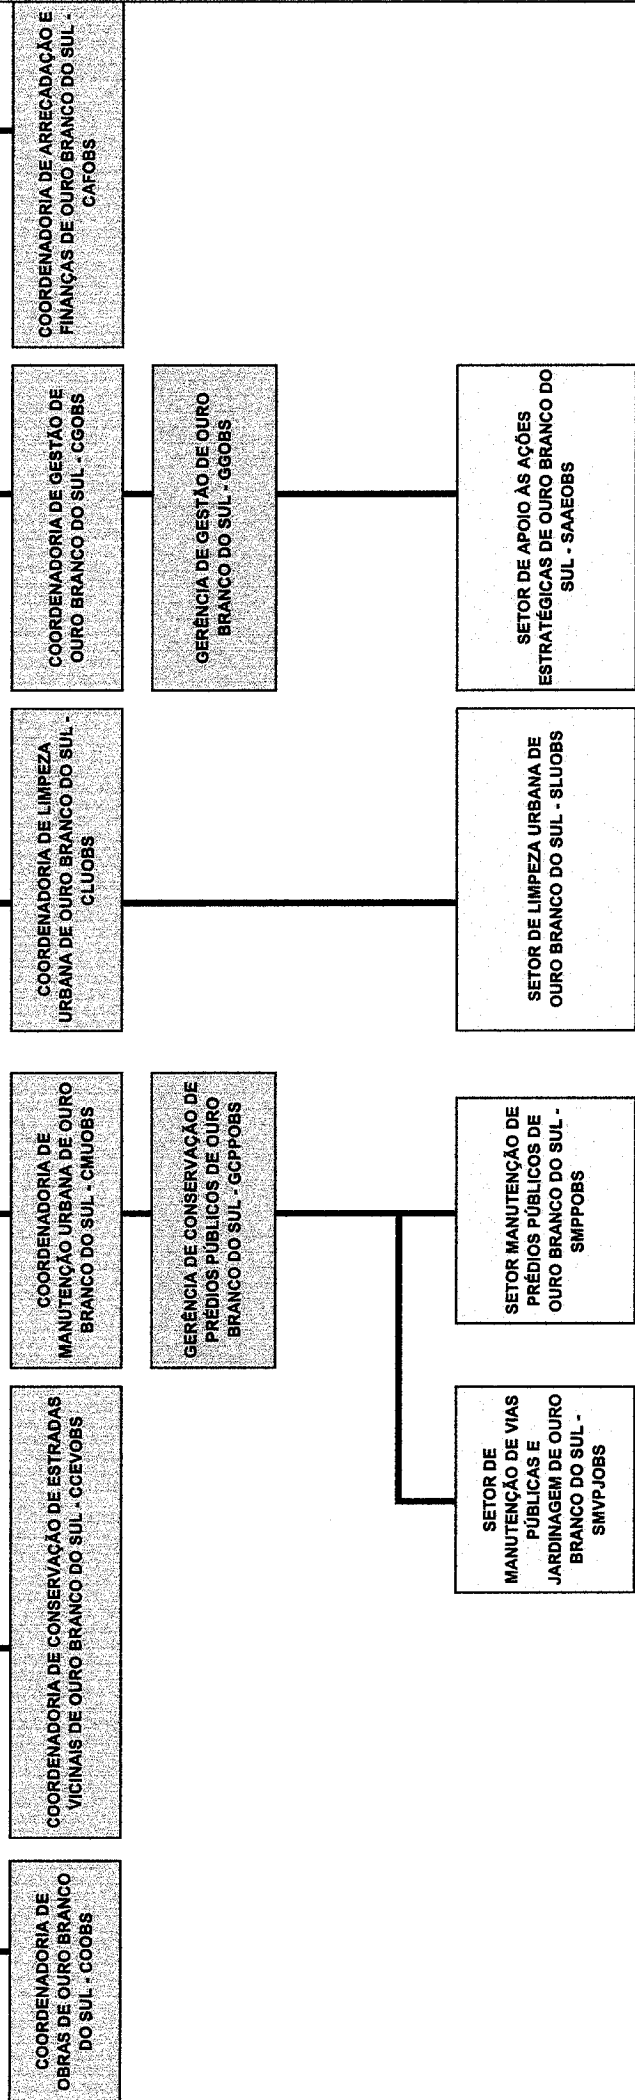 COORDENADORIA DE
OBRAS DE OURO BRANCO
DO SUL - COOBS
COORDENADORIA DE CONSERVAÇÃO DE ESTRADAS
VICINAIS DE OURO BRANCO DO SUL - CCEVOBS
COORDENADORIA DE
MANUTENÇÃO URBANA DE OURO
BRANCO DO SUL - CMUOBS
COORDENADORIA DE LIMPEZA
URBANA DE OURO BRANCO DO SUL -
CLUOBS
COORDENADORIA DE GESTÃO DE
OURO BRANCO DO SUL - CGOBS
COORDENADORIA DE ARRECADAÇÃO E
FINANÇAS DE OURO BRANCO DO SUL -
CAFOBS
GERÊNCIA DE CONSERVAÇÃO DE
PRÉDIOS PÚBLICOS DE OURO
BRANCO DO SUL - GCPPOBS
GERÊNCIA DE GESTÃO DE OURO
BRANCO DO SUL - GGOBS
SETOR DE
MANUTENÇÃO DE VIAS
PÚBLICAS E
JARDINAGEM DE OURO
BRANCO DO SUL -
SMVPJOBS
SETOR MANUTENÇÃO DE
PRÉDIOS PÚBLICOS DE
OURO BRANCO DO SUL -
SMPPOBS
SETOR DE LIMPEZA URBANA DE
OURO BRANCO DO SUL - SLUOBS
SETOR DE APOIO ÀS AÇÕES
ESTRATÉGICAS DE OURO BRANCO DO
SUL - SAAEOBS